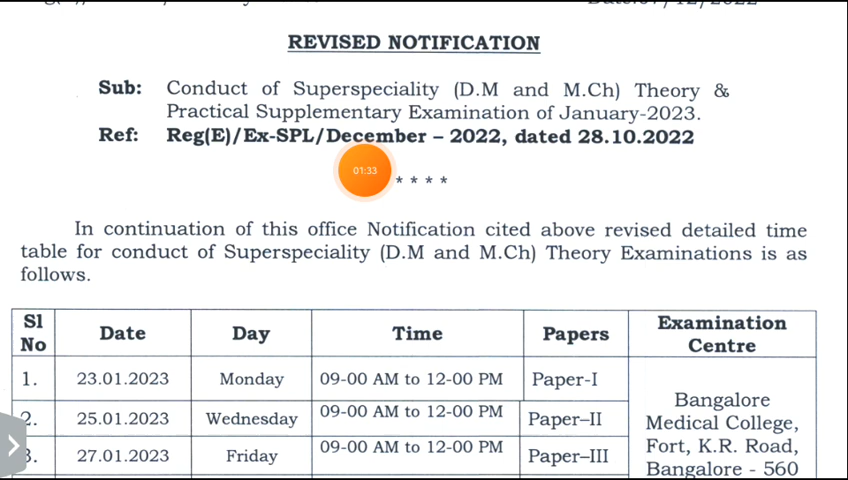 REVISED NOTIFICATION
Sub: Conduct of Superspeciality (D.M and M.Ch) Theory &
Practical Supplementary Examination of January-2023.
Ref: Reg(E)/Ex-SPL/December – 2022, dated 28.10.2022
01:33
* * * *
In continuation of this office Notification cited above revised detailed time
table for conduct of Superspeciality (D.M and M.Ch) Theory Examinations is as
follows.
Sl No Date Day Time Papers Examination Centre
1. 23.01.2023 Monday 09-00 AM to 12-00 PM Paper-I
2. 25.01.2023 Wednesday 09-00 AM to 12-00 PM Paper–II
3. 27.01.2023 Friday 09-00 AM to 12-00 PM Paper–III
Bangalore
Medical College,
Fort, K.R. Road,
Bangalore - 560